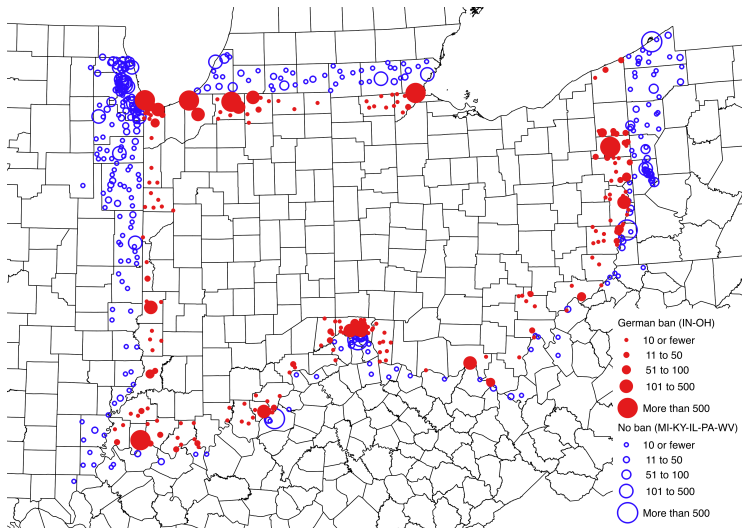 German ban (IN-OH)
10 or fewer
11 to 50
51 to 100
101 to 500
More than 500
No ban (MI-KY-IL-PA-WV)
10 or fewer
11 to 50
51 to 100
101 to 500
More than 500